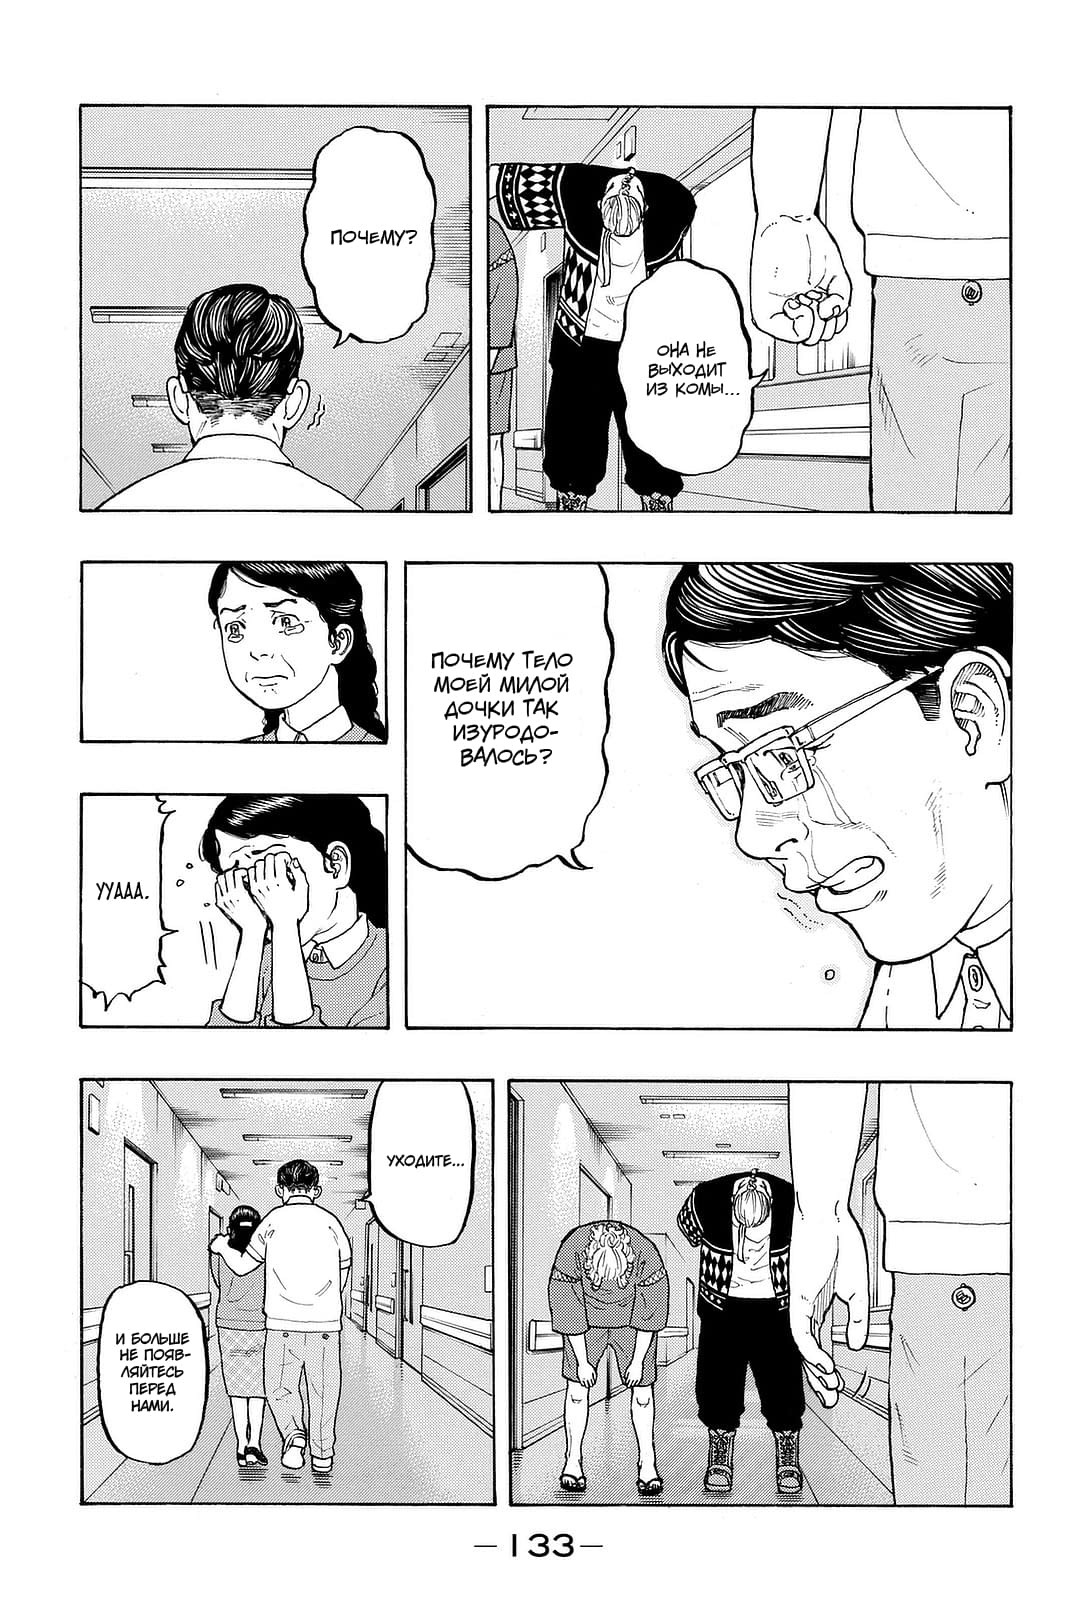 ОНА НЕ
ВЫХОДИТ
ИЗ КОМЫ...
ПОЧЕМУ?
ПОЧЕМУ ТЕЛО
МОЕЙ МИЛОЙ
ДОЧКИ ТАК
ИЗУРОДО-
ВАЛОСЬ?
УУААА.
УХОДИТЕ...
И БОЛЬШЕ
НЕ ПОЯВ-
ЛЯЙТЕСЬ
ПЕРЕД
НАМИ.
— 133 —